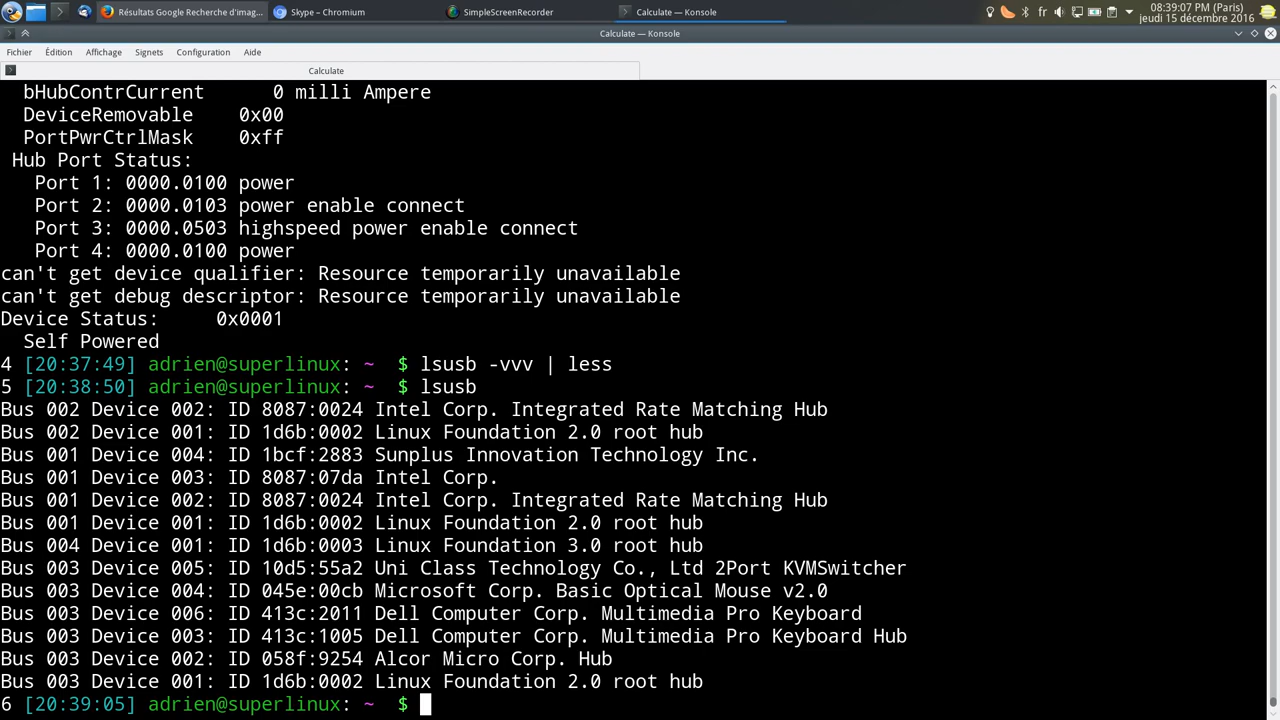 Résultats Google Recherche d'imag...
Skype – Chromium
SimpleScreenRecorder
Calculate — Konsole
fr
08:39:07 PM (Paris)
jeudi 15 décembre 2016
Calculate — Konsole
Fichier Édition Affichage Signets Configuration Aide
Calculate
bHubContrCurrent 0 milli Ampere
DeviceRemovable 0x00
PortPwrCtrlMask 0xff
Hub Port Status:
Port 1: 0000.0100 power
Port 2: 0000.0103 power enable connect
Port 3: 0000.0503 highspeed power enable connect
Port 4: 0000.0100 power
can't get device qualifier: Resource temporarily unavailable
can't get debug descriptor: Resource temporarily unavailable
Device Status: 0x0001
Self Powered
4 [20:37:49] adrien@superlinux: ~ $ lsusb -vvv | less
5 [20:38:50] adrien@superlinux: ~ $ lsusb
Bus 002 Device 002: ID 8087:0024 Intel Corp. Integrated Rate Matching Hub
Bus 002 Device 001: ID 1d6b:0002 Linux Foundation 2.0 root hub
Bus 001 Device 004: ID 1bcf:2883 Sunplus Innovation Technology Inc.
Bus 001 Device 003: ID 8087:07da Intel Corp.
Bus 001 Device 002: ID 8087:0024 Intel Corp. Integrated Rate Matching Hub
Bus 001 Device 001: ID 1d6b:0002 Linux Foundation 2.0 root hub
Bus 004 Device 001: ID 1d6b:0003 Linux Foundation 3.0 root hub
Bus 003 Device 005: ID 10d5:55a2 Uni Class Technology Co., Ltd 2Port KVMSwitcher
Bus 003 Device 004: ID 045e:00cb Microsoft Corp. Basic Optical Mouse v2.0
Bus 003 Device 006: ID 413c:2011 Dell Computer Corp. Multimedia Pro Keyboard
Bus 003 Device 003: ID 413c:1005 Dell Computer Corp. Multimedia Pro Keyboard Hub
Bus 003 Device 002: ID 058f:9254 Alcor Micro Corp. Hub
Bus 003 Device 001: ID 1d6b:0002 Linux Foundation 2.0 root hub
6 [20:39:05] adrien@superlinux: ~ $